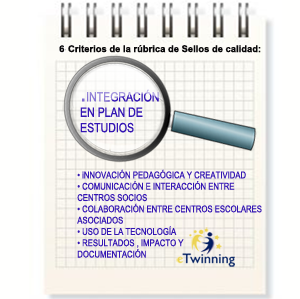 6 Criterios de la rúbrica de Sellos de calidad:
. INTEGRACIÓN
EN PLAN DE
ESTUDIOS
• INNOVACIÓN PEDAGÓGICA Y CREATIVIDAD
• COMUNICACIÓN E INTERACCIÓN ENTRE
CENTROS SOCIOS
• COLABORACIÓN ENTRE CENTROS ESCOLARES
ASOCIADOS
• USO DE LA TECNOLOGÍA
• RESULTADOS , IMPACTO Y
DOCUMENTACIÓN
eTwinning